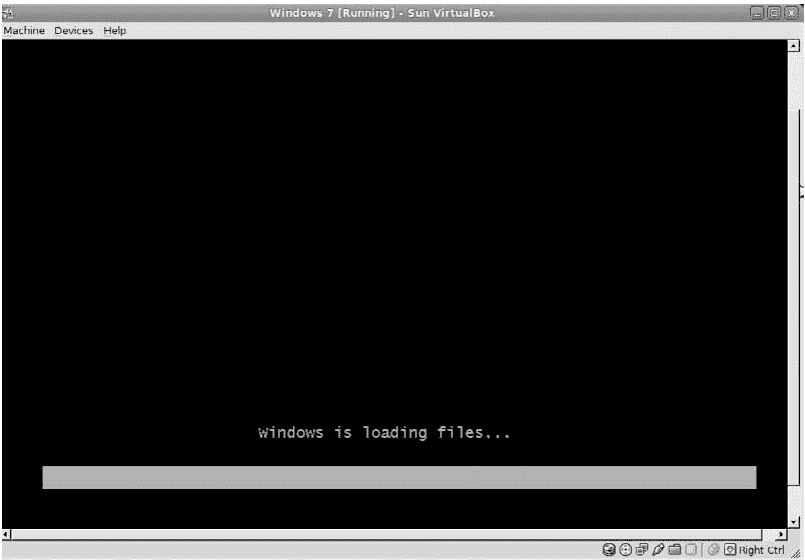 Windows 7 [Running] - Sun VirtualBox
Machine Devices Help
Windows is loading files...
Right Ctrl